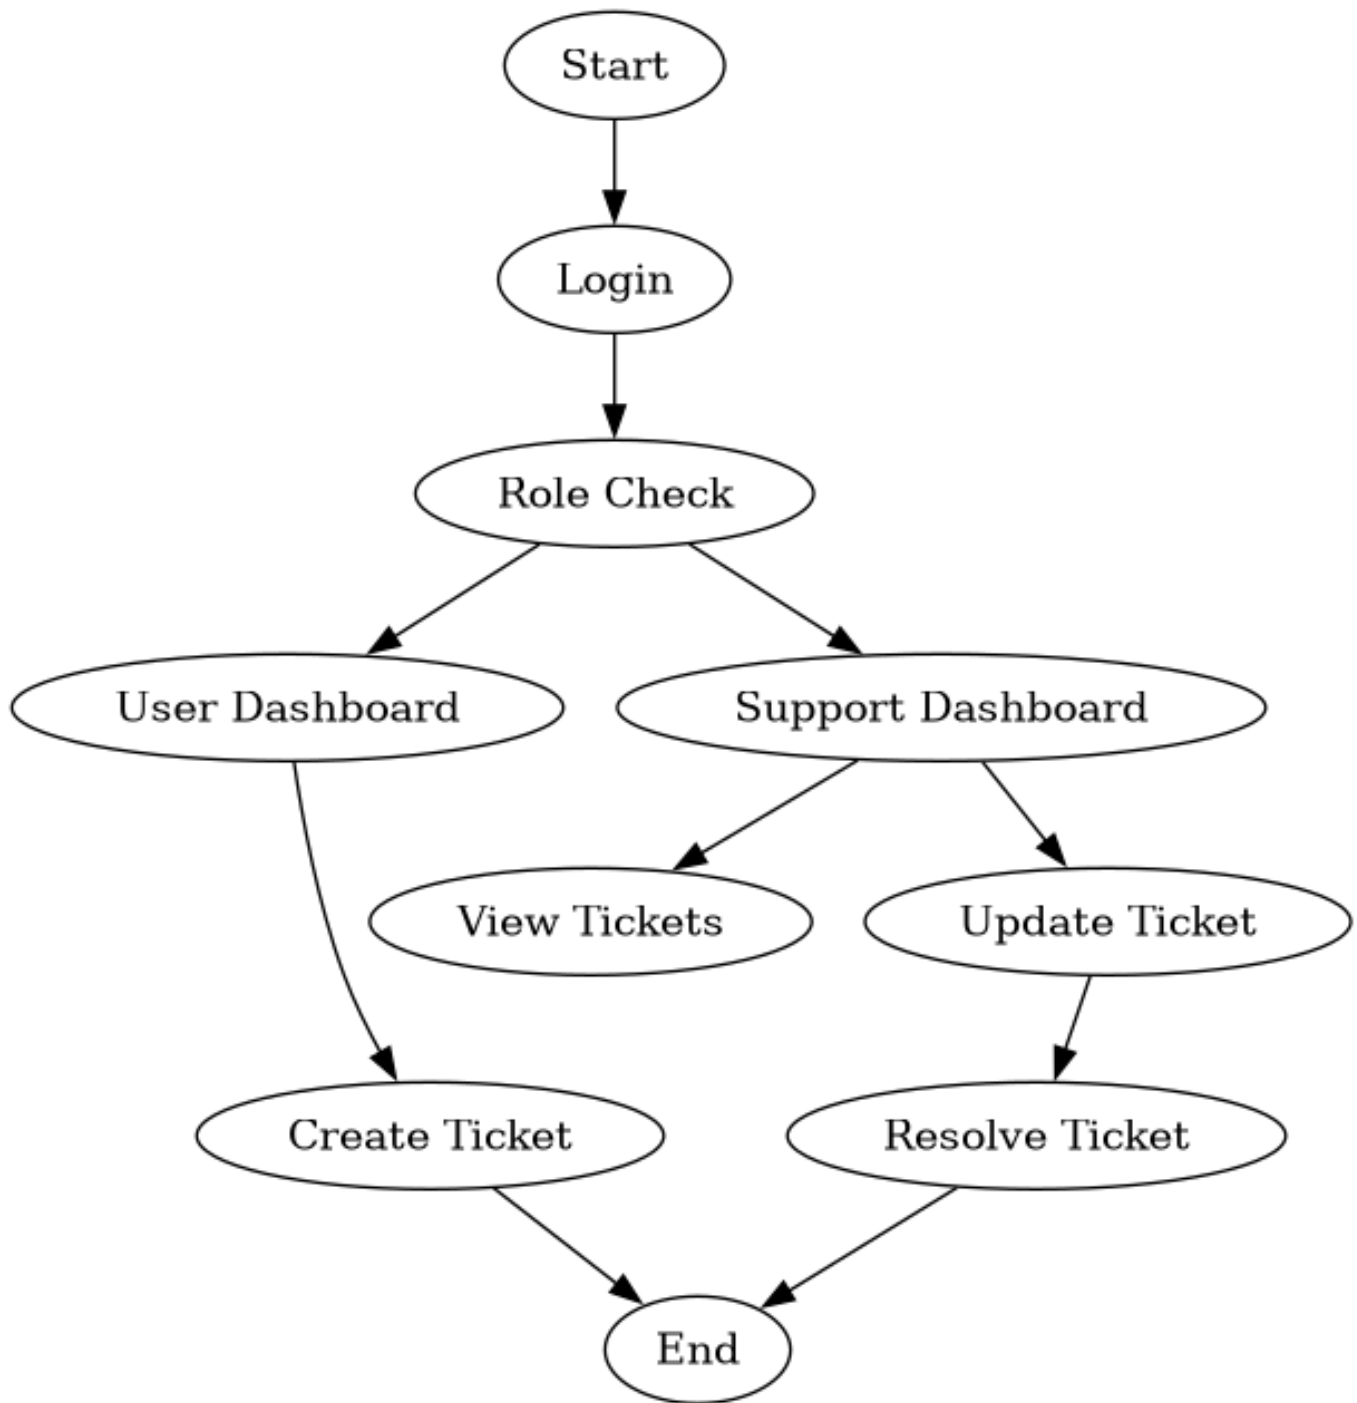 Start
Login
Role Check
User Dashboard
Support Dashboard
View Tickets
Update Ticket
Create Ticket
Resolve Ticket
End